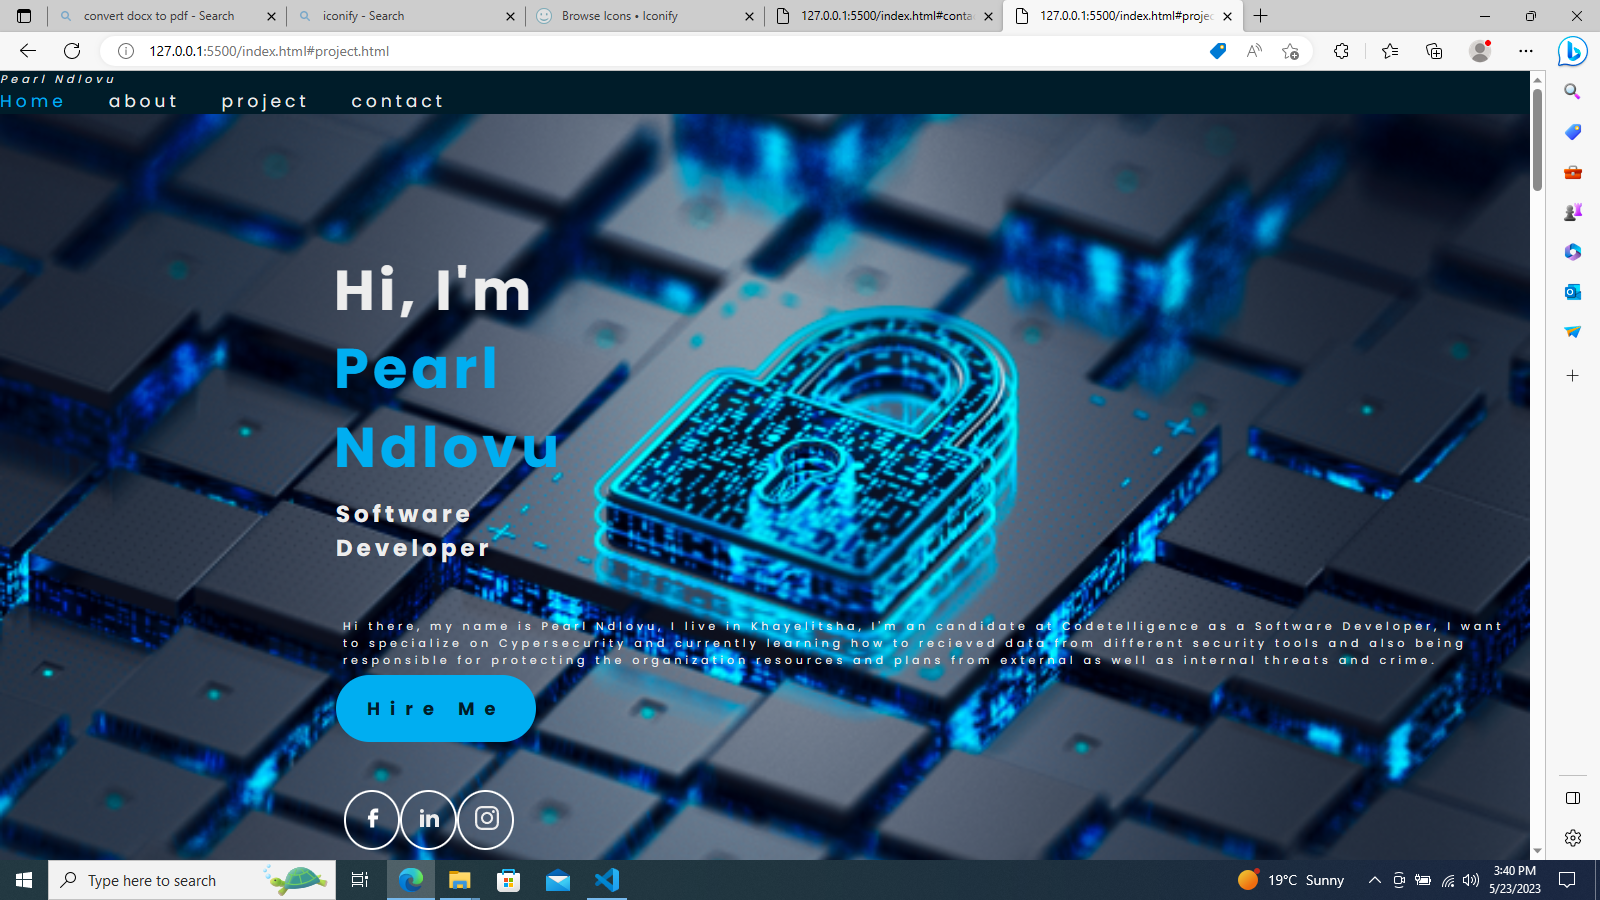 convert docx to pdf - Search
iconify - Search
Browse Icons • Iconify
127.0.0.1:5500/index.html#conta
127.0.0.1:5500/index.html#projec
127.0.0.1:5500/index.html#project.html
Pearl Ndlovu
Home about project contact
Hi, I'm
Pearl
Ndlovu
Software
Developer
Hi there, my name is Pearl Ndlovu, I live in Khayelitsha, I'm an candidate at Codetelligence as a Software Developer, I want
to specialize on Cypersecurity and currently learning how to recieved data from different security tools and also being
responsible for protecting the organization resources and plans from external as well as internal threats and crime.
Hire Me
f in
Type here to search
19°C Sunny
3:40 PM
5/23/2023